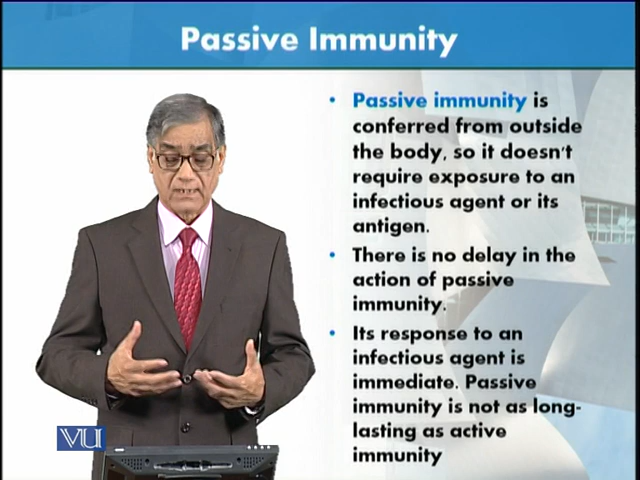 Passive Immunity
• Passive immunity is
conferred from outside
the body, so it doesn't
require exposure to an
infectious agent or its
antigen.
• There is no delay in the
action of passive
immunity.
• Its response to an
infectious agent is
immediate. Passive
immunity is not as long-
lasting as active
immunity
VU